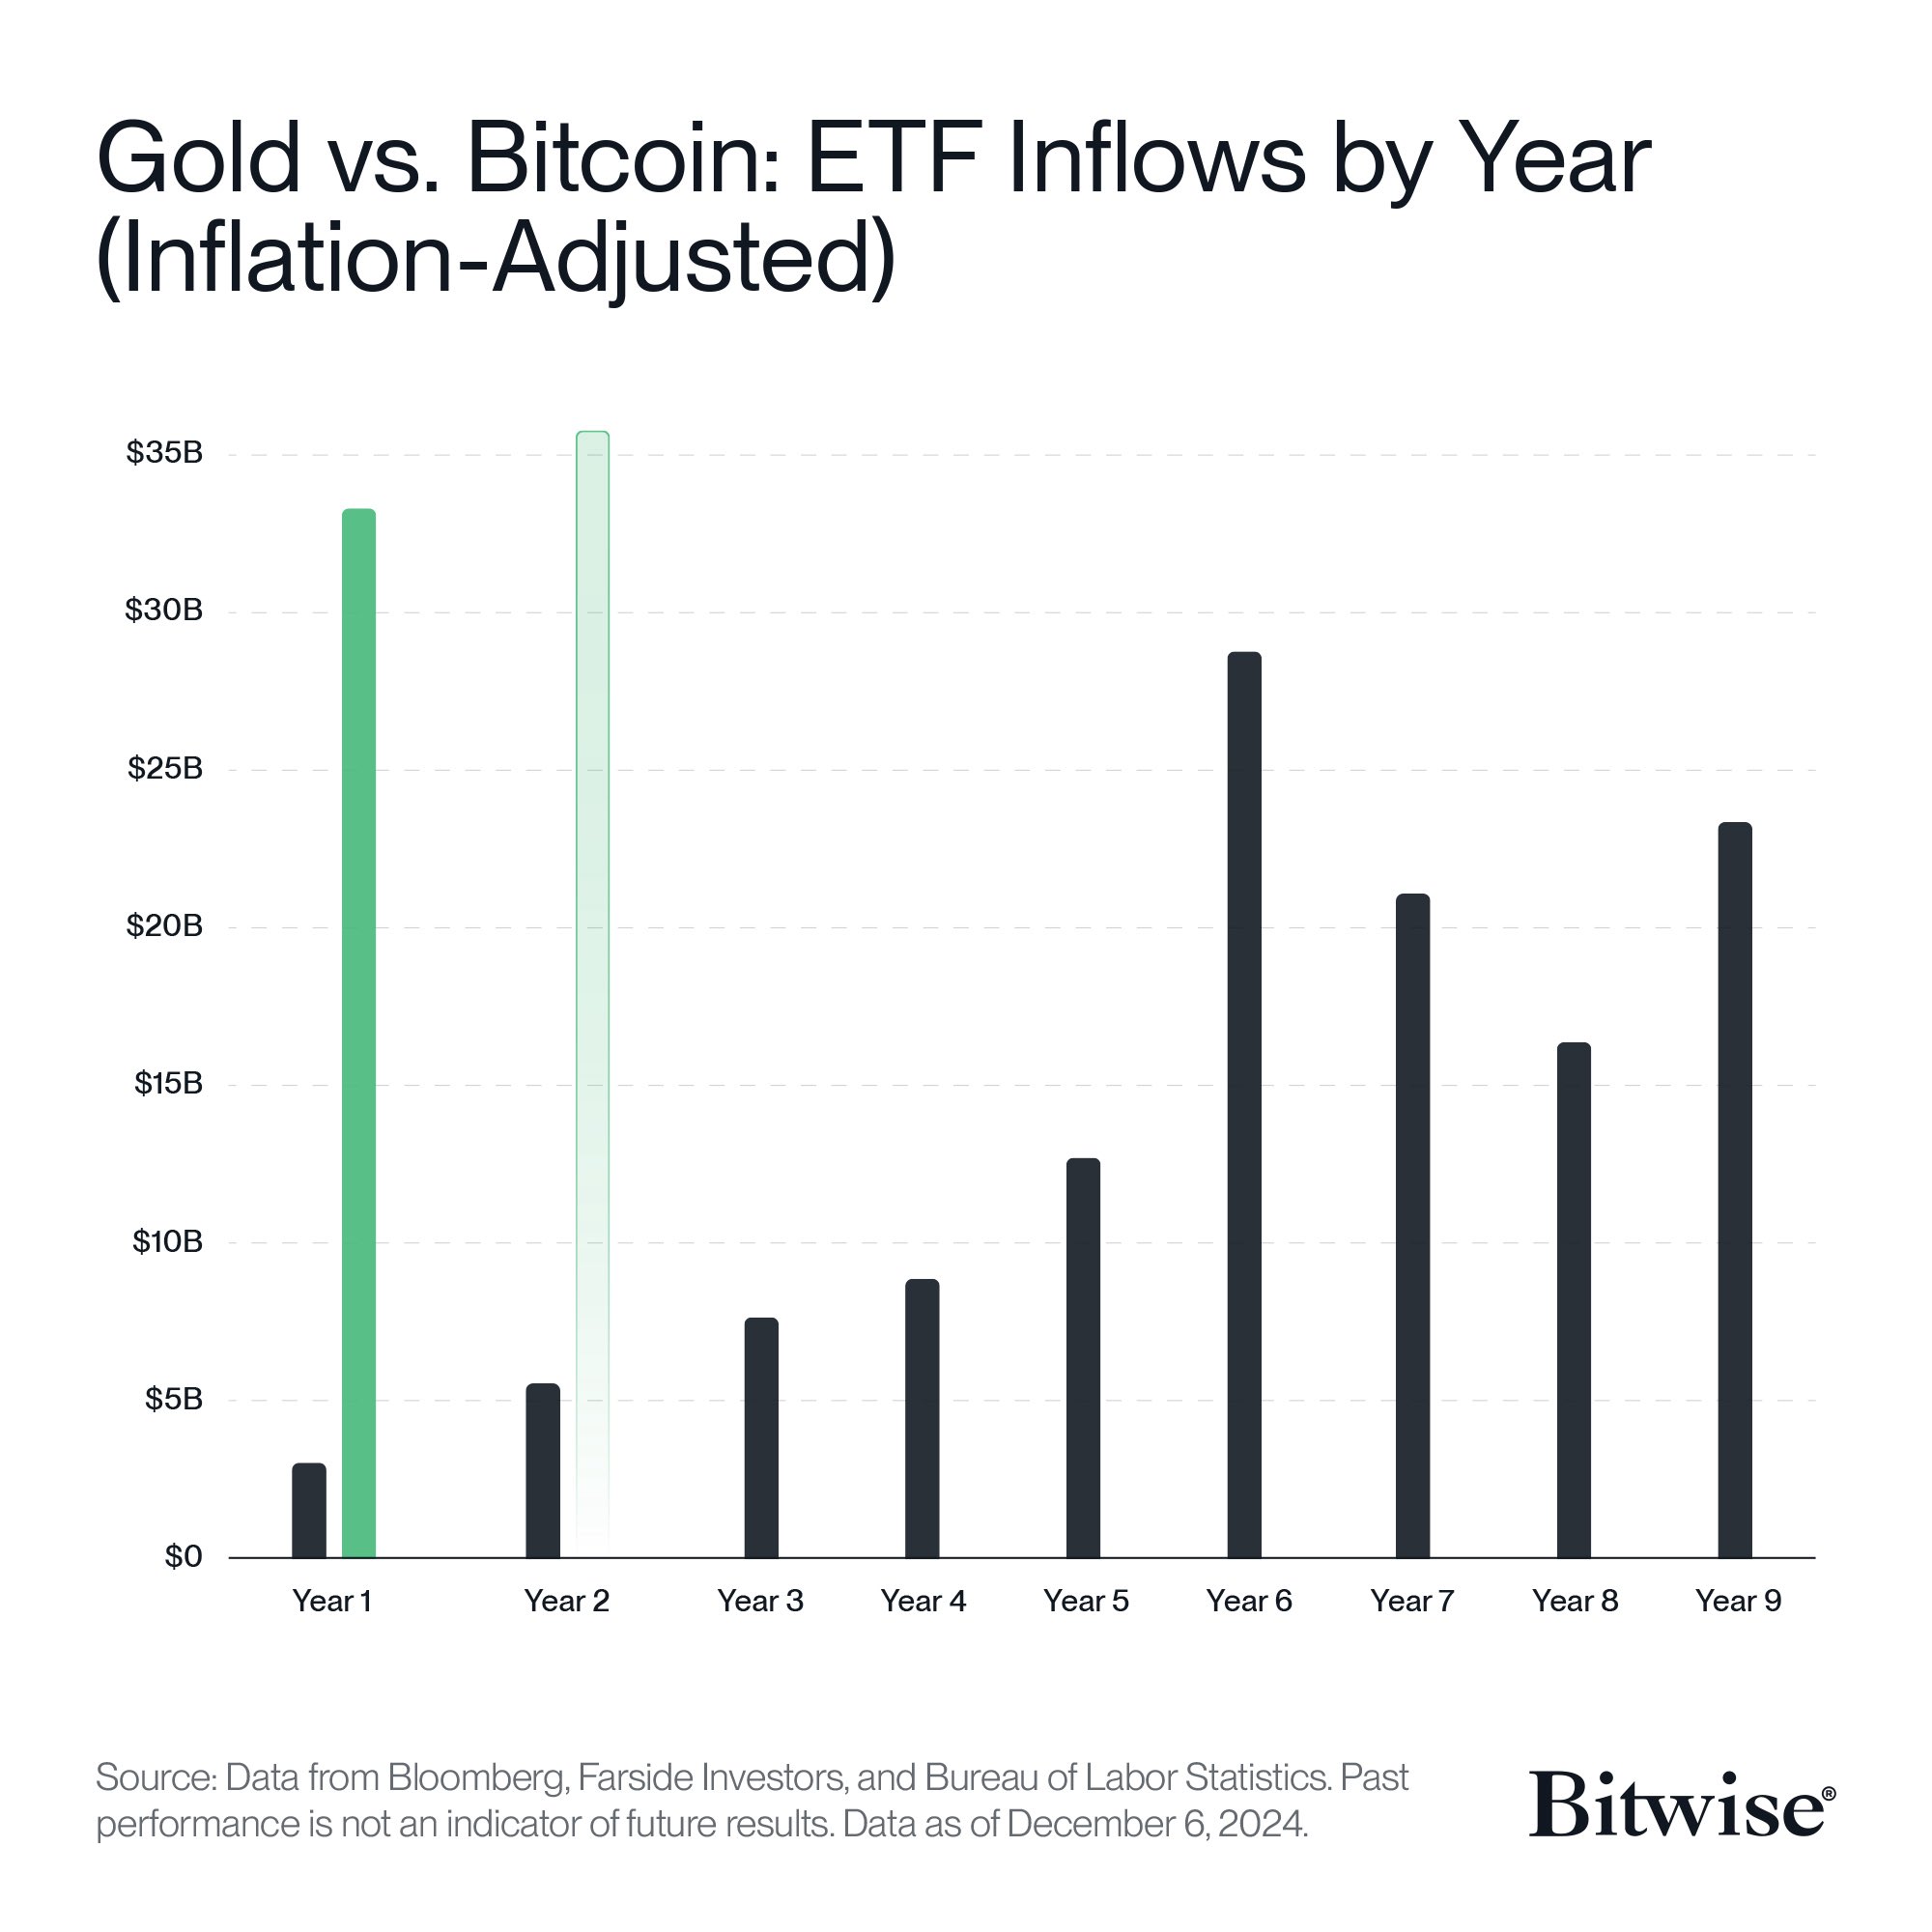 Gold vs. Bitcoin: ETF Inflows by Year
(Inflation-Adjusted)
$35B
$30B
$25B
$20B
$15B
$10B
$5B
$0
Year 1 Year 2 Year 3 Year 4 Year 5 Year 6 Year 7 Year 8 Year 9
Source: Data from Bloomberg, Farside Investors, and Bureau of Labor Statistics. Past
performance is not an indicator of future results. Data as of December 6, 2024.
Bitwise®